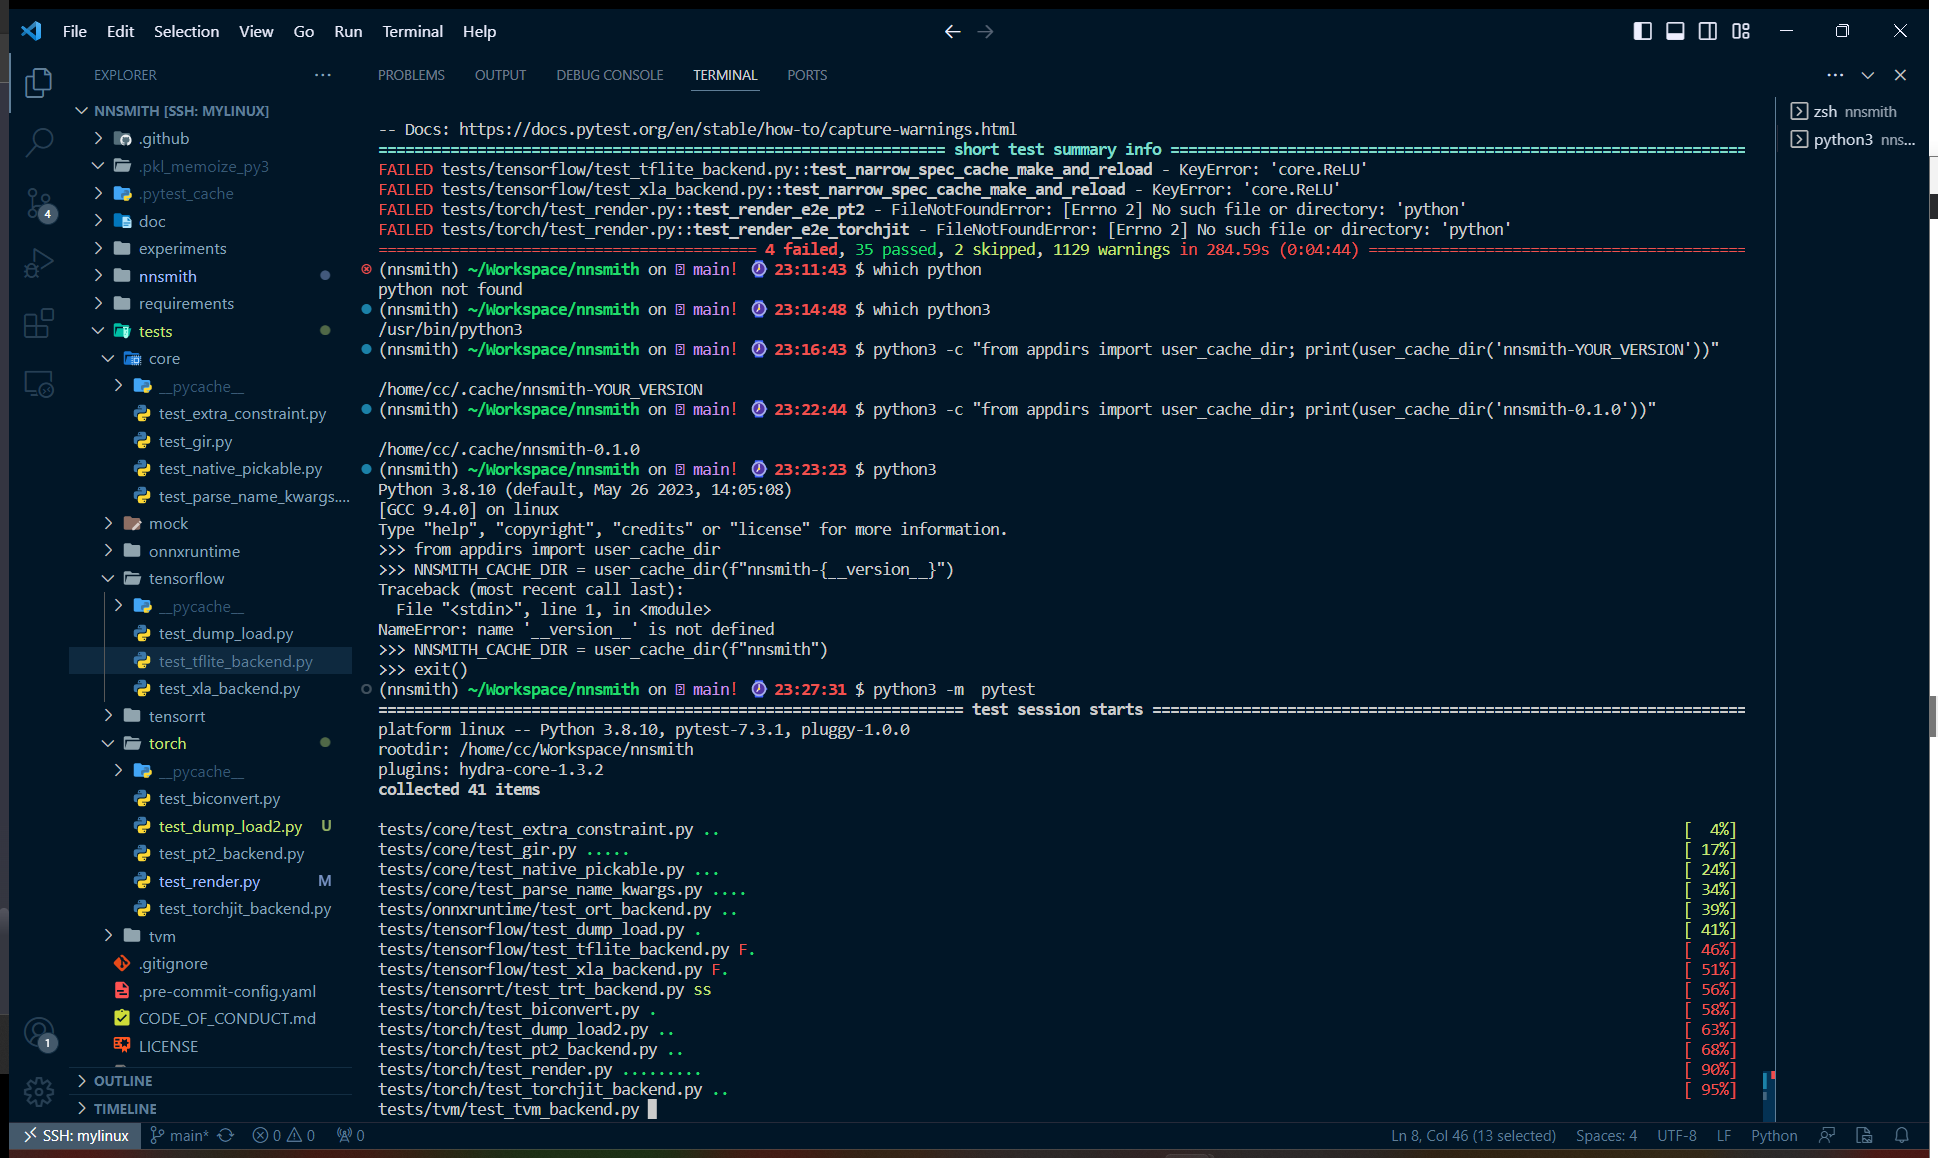 File Edit Selection View Go Run Terminal Help
EXPLORER
NNSMITH [SSH: MYLINUX]
.github
.pkl_memoize_py3
.pytest_cache
doc
experiments
nnsmith
requirements
tests
core
__pycache__
test_extra_constraint.py
test_gir.py
test_native_pickable.py
test_parse_name_kwargs....
mock
onnxruntime
tensorflow
__pycache__
test_dump_load.py
test_tflite_backend.py
test_xla_backend.py
tensorrt
torch
__pycache__
test_biconvert.py
test_dump_load2.py U
test_pt2_backend.py
test_render.py M
test_torchjit_backend.py
tvm
.gitignore
.pre-commit-config.yaml
CODE_OF_CONDUCT.md
LICENSE
OUTLINE
TIMELINE
4
1
PROBLEMS OUTPUT DEBUG CONSOLE TERMINAL PORTS
-- Docs: https://docs.pytest.org/en/stable/how-to/capture-warnings.html
=============================================================== short test summary info ================================================================
FAILED tests/tensorflow/test_tflite_backend.py::test_narrow_spec_cache_make_and_reload - KeyError: 'core.ReLU'
FAILED tests/tensorflow/test_xla_backend.py::test_narrow_spec_cache_make_and_reload - KeyError: 'core.ReLU'
FAILED tests/torch/test_render.py::test_render_e2e_pt2 - FileNotFoundError: [Errno 2] No such file or directory: 'python'
FAILED tests/torch/test_render.py::test_render_e2e_torchjit - FileNotFoundError: [Errno 2] No such file or directory: 'python'
========================================== 4 failed, 35 passed, 2 skipped, 1129 warnings in 284.59s (0:04:44) ==========================================
(nnsmith) ~/Workspace/nnsmith on main! 23:11:43 $ which python
python not found
(nnsmith) ~/Workspace/nnsmith on main! 23:14:48 $ which python3
/usr/bin/python3
(nnsmith) ~/Workspace/nnsmith on main! 23:16:43 $ python3 -c "from appdirs import user_cache_dir; print(user_cache_dir('nnsmith-YOUR_VERSION'))"
/home/cc/.cache/nnsmith-YOUR_VERSION
(nnsmith) ~/Workspace/nnsmith on main! 23:22:44 $ python3 -c "from appdirs import user_cache_dir; print(user_cache_dir('nnsmith-0.1.0'))"
/home/cc/.cache/nnsmith-0.1.0
(nnsmith) ~/Workspace/nnsmith on main! 23:23:23 $ python3
Python 3.8.10 (default, May 26 2023, 14:05:08)
[GCC 9.4.0] on linux
Type "help", "copyright", "credits" or "license" for more information.
>>> from appdirs import user_cache_dir
>>> NNSMITH_CACHE_DIR = user_cache_dir(f"nnsmith-{__version__}")
Traceback (most recent call last):
File "<stdin>", line 1, in <module>
NameError: name '__version__' is not defined
>>> NNSMITH_CACHE_DIR = user_cache_dir(f"nnsmith")
>>> exit()
(nnsmith) ~/Workspace/nnsmith on main! 23:27:31 $ python3 -m  pytest
================================================================= test session starts ==================================================================
platform linux -- Python 3.8.10, pytest-7.3.1, pluggy-1.0.0
rootdir: /home/cc/Workspace/nnsmith
plugins: hydra-core-1.3.2
collected 41 items
tests/core/test_extra_constraint.py .. [  4%]
tests/core/test_gir.py ..... [ 17%]
tests/core/test_native_pickable.py ... [ 24%]
tests/core/test_parse_name_kwargs.py .... [ 34%]
tests/onnxruntime/test_ort_backend.py .. [ 39%]
tests/tensorflow/test_dump_load.py . [ 41%]
tests/tensorflow/test_tflite_backend.py F. [ 46%]
tests/tensorflow/test_xla_backend.py F. [ 51%]
tests/tensorrt/test_trt_backend.py ss [ 56%]
tests/torch/test_biconvert.py . [ 58%]
tests/torch/test_dump_load2.py .. [ 63%]
tests/torch/test_pt2_backend.py .. [ 68%]
tests/torch/test_render.py ......... [ 90%]
tests/torch/test_torchjit_backend.py .. [ 95%]
tests/tvm/test_tvm_backend.py
zsh nnsmith
python3 nns...
SSH: mylinux main* 0 0 0 Ln 8, Col 46 (13 selected) Spaces: 4 UTF-8 LF Python